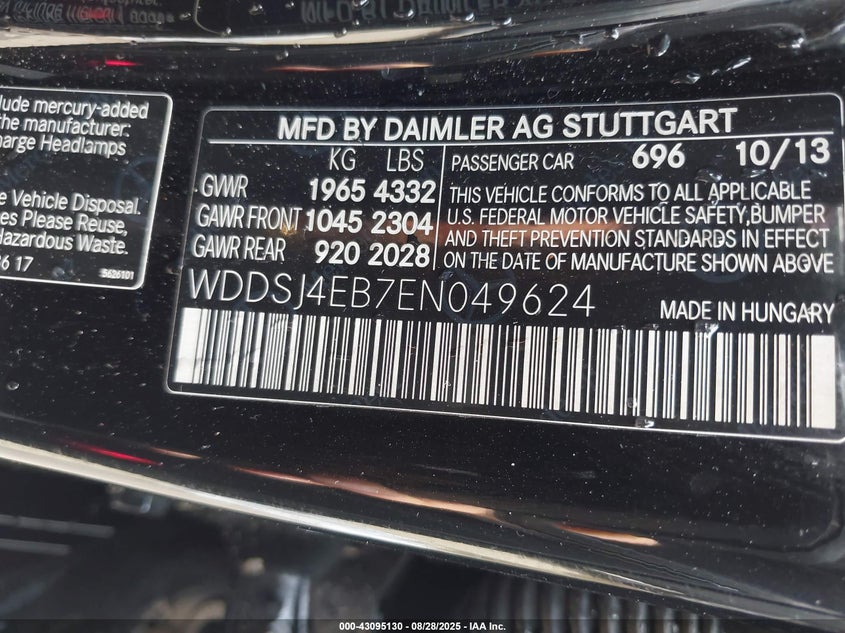 lude mercury-added
the manufacturer:
harge Headlamps
e Vehicle Disposal.
es Please Reuse,
Hazardous Waste.
6 17
5626101
MFD BY DAIMLER AG STUTTGART
KG LBS
GVWR 1965 4332
GAWR FRONT 1045 2304
GAWR REAR 920 2028
PASSENGER CAR 696 10/13
THIS VEHICLE CONFORMS TO ALL APPLICABLE
U.S. FEDERAL MOTOR VEHICLE SAFETY,BUMPER
AND THEFT PREVENTION STANDARDS IN EFFECT
ON THE DATE OF MANUFACTURE SHOWN ABOVE
WDDSJ4EB7EN049624
MADE IN HUNGARY
000-43095130 - 08/28/2025 - IAA Inc.